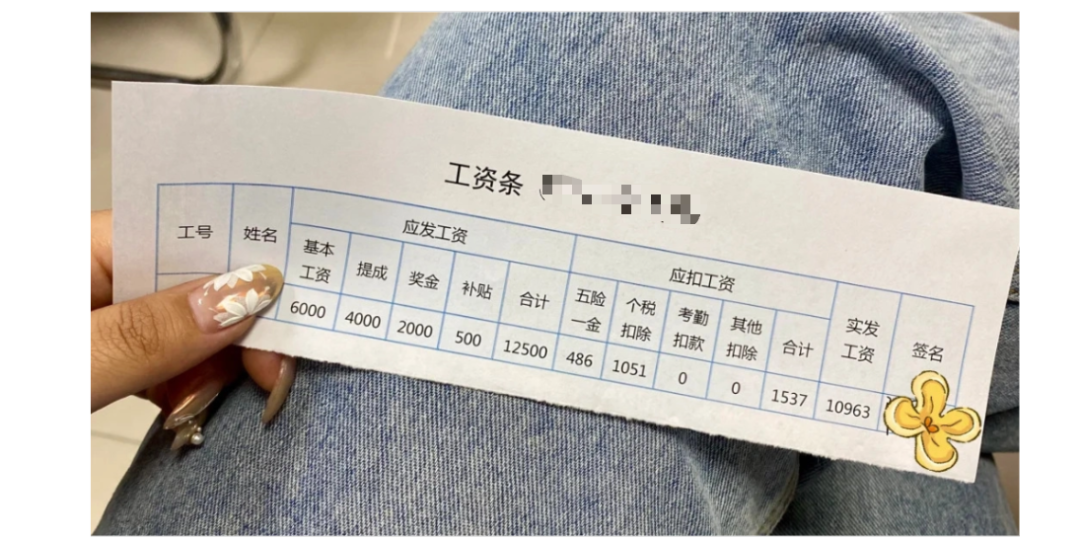 工资条
工号 姓名 应发工资 应扣工资 实发工资 签名
基本工资 提成 奖金 补贴 合计 五险一金 个税扣除 考勤扣款 其他扣除 合计
6000 4000 2000 500 12500 486 1051 0 0 1537 10963